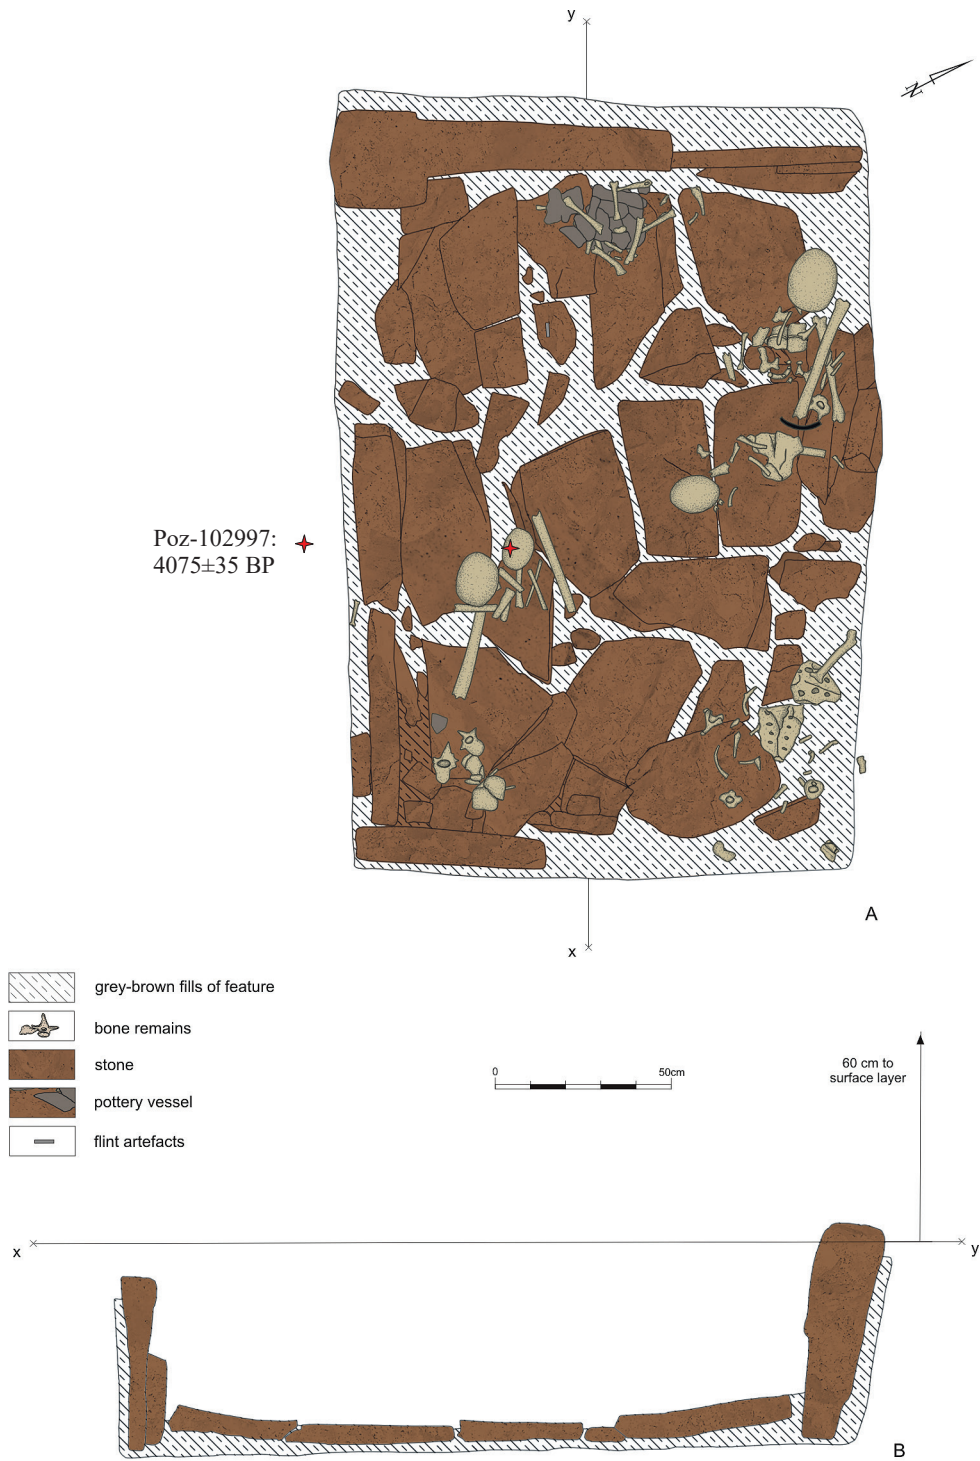 y
N
Poz-102997:
4075±35 BP
A
x
grey-brown fills of feature
bone remains
stone
pottery vessel
flint artefacts
0 50cm
60 cm to
surface layer
x y
B